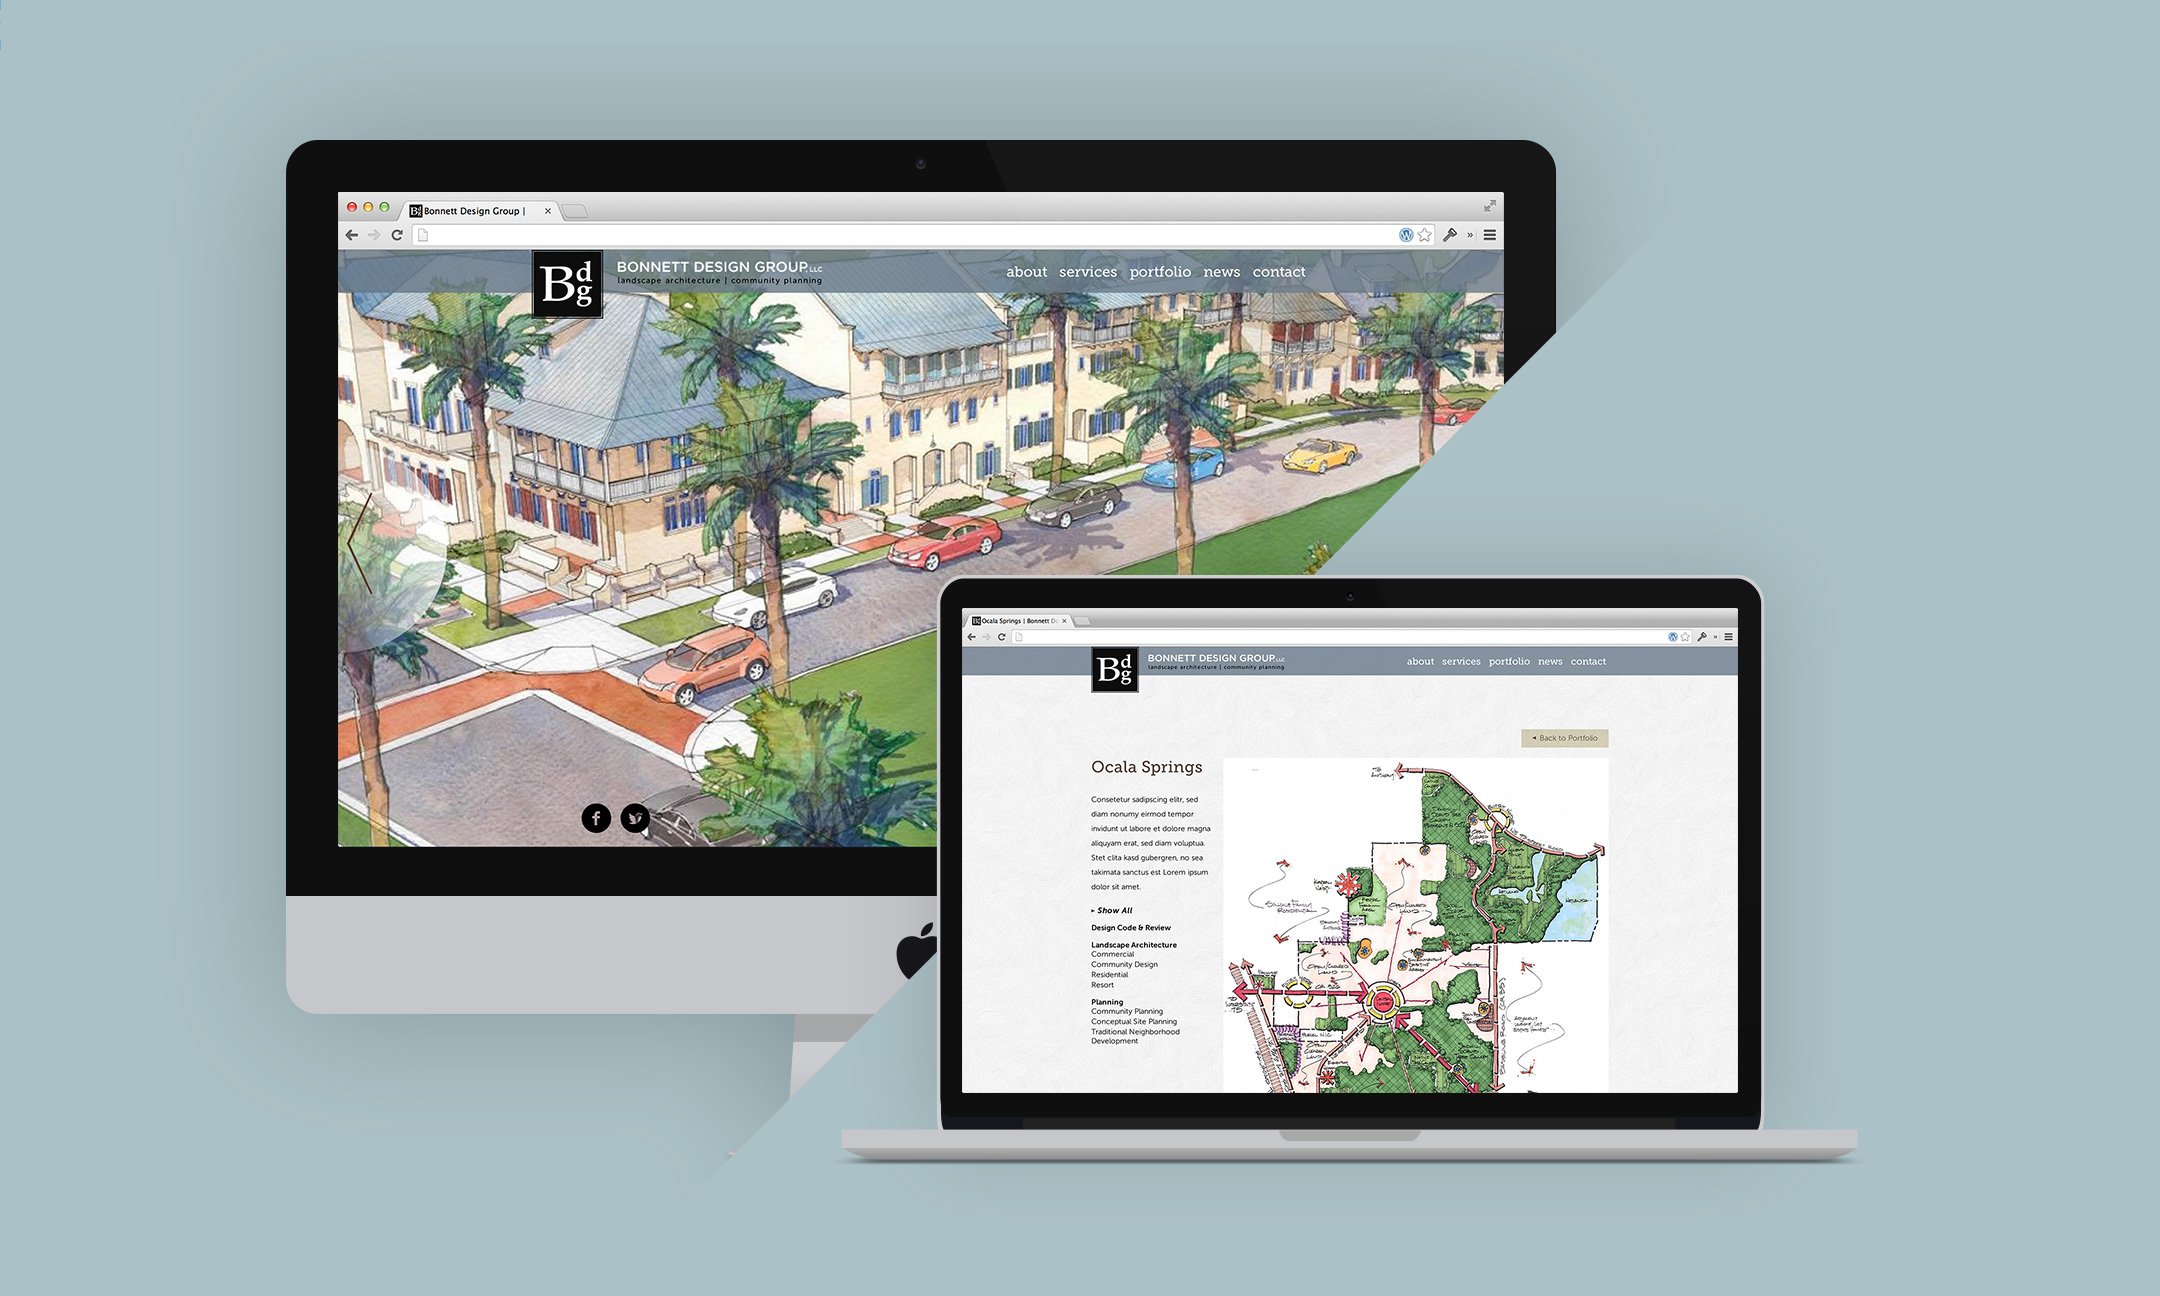 Bonnett Design Group |
Bdg
BONNETT DESIGN GROUP, LLC
landscape architecture | community planning
about services portfolio news contact
Ocala Springs | Bonnett De
Bdg
BONNETT DESIGN GROUP, LLC
landscape architecture | community planning
about services portfolio news contact
◄ Back to Portfolio
Ocala Springs
Consetetur sadipscing elitr, sed
diam nonumy eirmod tempor
invidunt ut labore et dolore magna
aliquyam erat, sed diam voluptua.
Stet clita kasd gubergren, no sea
takimata sanctus est Lorem ipsum
dolor sit amet.
► Show All
Design Code & Review
Landscape Architecture
Commercial
Community Design
Residential
Resort
Planning
Community Planning
Conceptual Site Planning
Traditional Neighborhood
Development